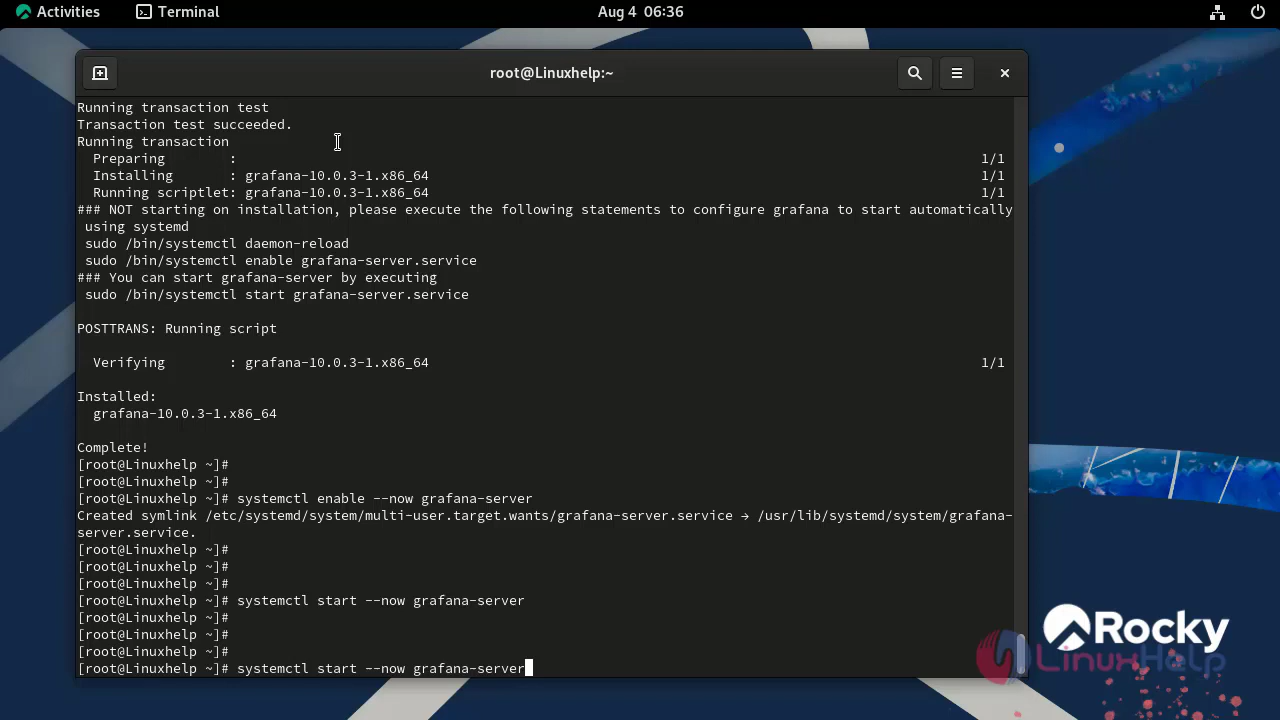 Activities
Terminal
Aug 4 06:36
root@Linuxhelp:~
Running transaction test
Transaction test succeeded.
Running transaction
Preparing : 1/1
Installing : grafana-10.0.3-1.x86_64 1/1
Running scriptlet: grafana-10.0.3-1.x86_64 1/1
### NOT starting on installation, please execute the following statements to configure grafana to start automatically
using systemd
sudo /bin/systemctl daemon-reload
sudo /bin/systemctl enable grafana-server.service
### You can start grafana-server by executing
sudo /bin/systemctl start grafana-server.service
POSTTRANS: Running script
Verifying : grafana-10.0.3-1.x86_64 1/1
Installed:
grafana-10.0.3-1.x86_64
Complete!
[root@Linuxhelp ~]#
[root@Linuxhelp ~]#
[root@Linuxhelp ~]# systemctl enable --now grafana-server
Created symlink /etc/systemd/system/multi-user.target.wants/grafana-server.service → /usr/lib/systemd/system/grafana-
server.service.
[root@Linuxhelp ~]#
[root@Linuxhelp ~]#
[root@Linuxhelp ~]#
[root@Linuxhelp ~]# systemctl start --now grafana-server
[root@Linuxhelp ~]#
[root@Linuxhelp ~]#
[root@Linuxhelp ~]#
[root@Linuxhelp ~]# systemctl start --now grafana-server
Rocky
LinuxHelp